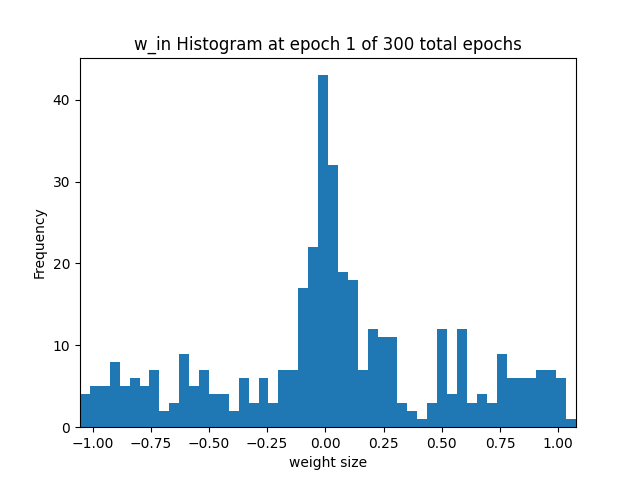 w_in Histogram at epoch 1 of 300 total epochs
Frequency
40
30
20
10
0
−1.00 −0.75 −0.50 −0.25 0.00 0.25 0.50 0.75 1.00
weight size